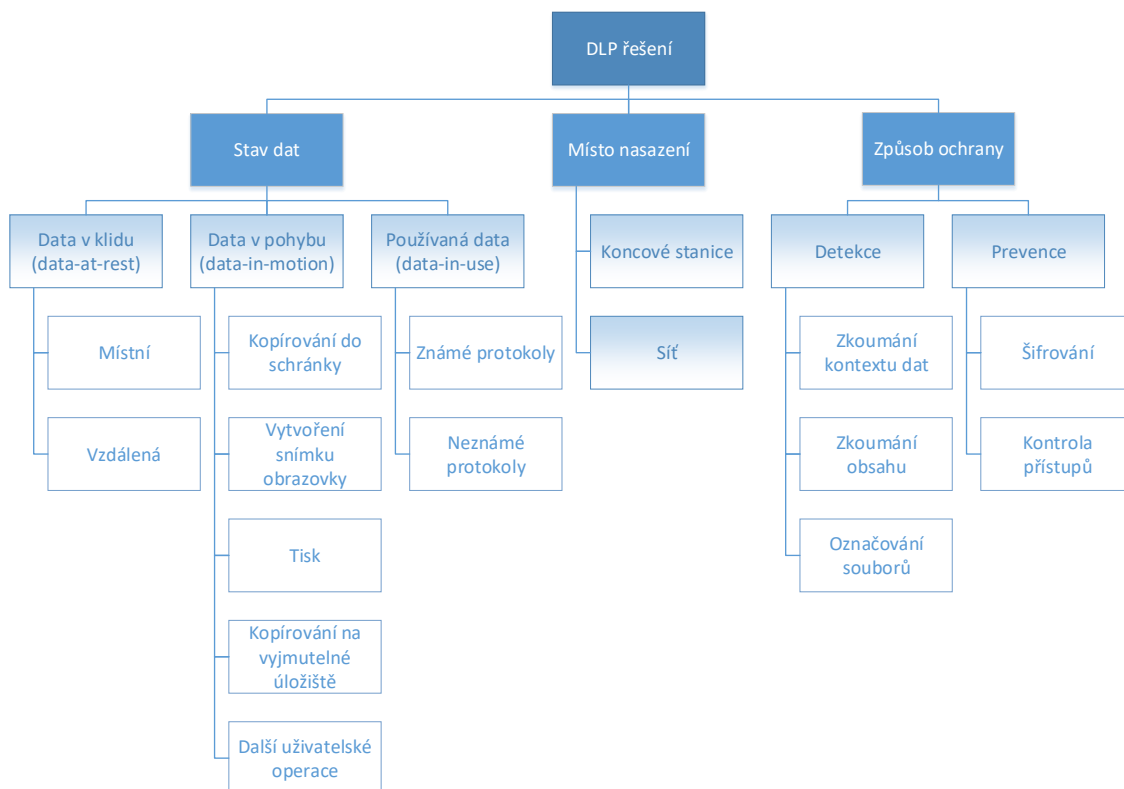 DLP řešení
Stav dat
Místo nasazení
Způsob ochrany
Data v klidu
(data-at-rest)
Data v pohybu
(data-in-motion)
Používaná data
(data-in-use)
Koncové stanice
Detekce
Prevence
Místní
Kopírování do
schránky
Známé protokoly
Síť
Zkoumání
kontextu dat
Šifrování
Vzdálená
Vytvoření
snímku
obrazovky
Neznámé
protokoly
Zkoumání
obsahu
Kontrola
přístupů
Tisk
Označování
souborů
Kopírování na
vyjmutelné
úložiště
Další uživatelské
operace